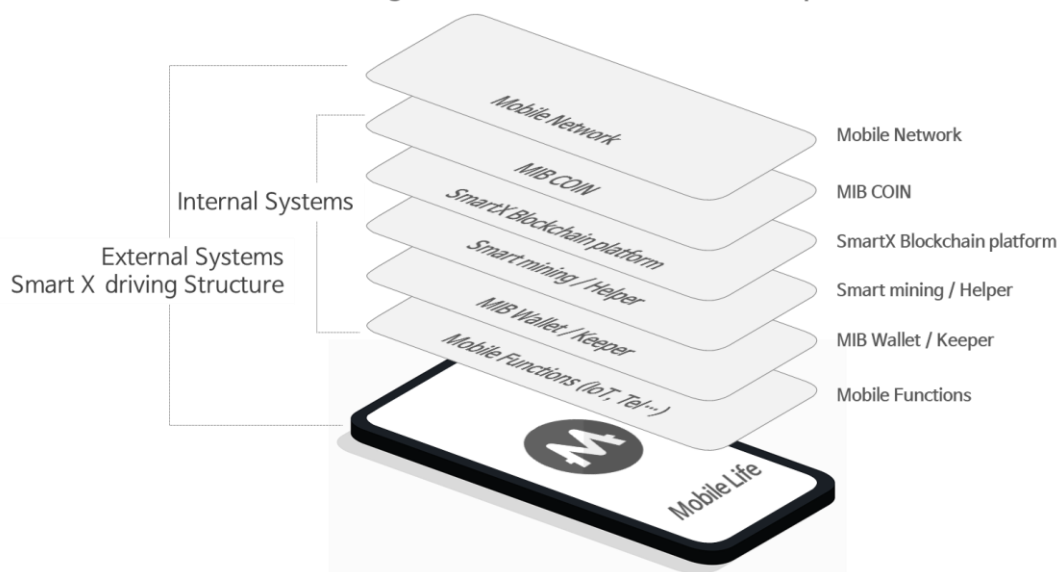 Mobile Network
MIB COIN
SmartX Blockchain platform
Smart mining / Helper
MIB Wallet / Keeper
Mobile Functions (IoT, Tel···)
Mobile Life
Internal Systems
External Systems
Smart X driving Structure
Mobile Network
MIB COIN
SmartX Blockchain platform
Smart mining / Helper
MIB Wallet / Keeper
Mobile Functions